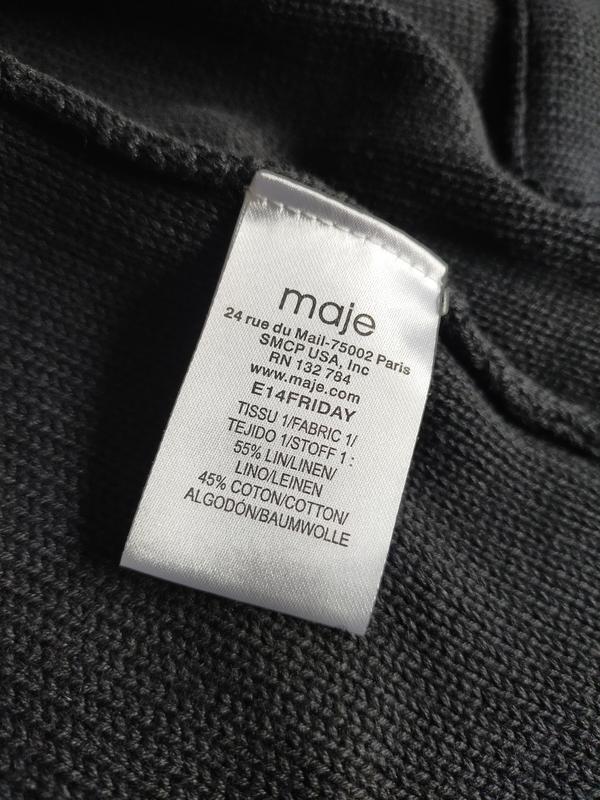 maje
24 rue du Mail-75002 Paris
SMCP USA, Inc
RN 132 784
www.maje.com
E14FRIDAY
TISSU 1/FABRIC 1/
TEJIDO 1/STOFF 1 :
55% LIN/LINEN/
LINO/LEINEN
45% COTON/COTTON/
ALGODÓN/BAUMWOLLE